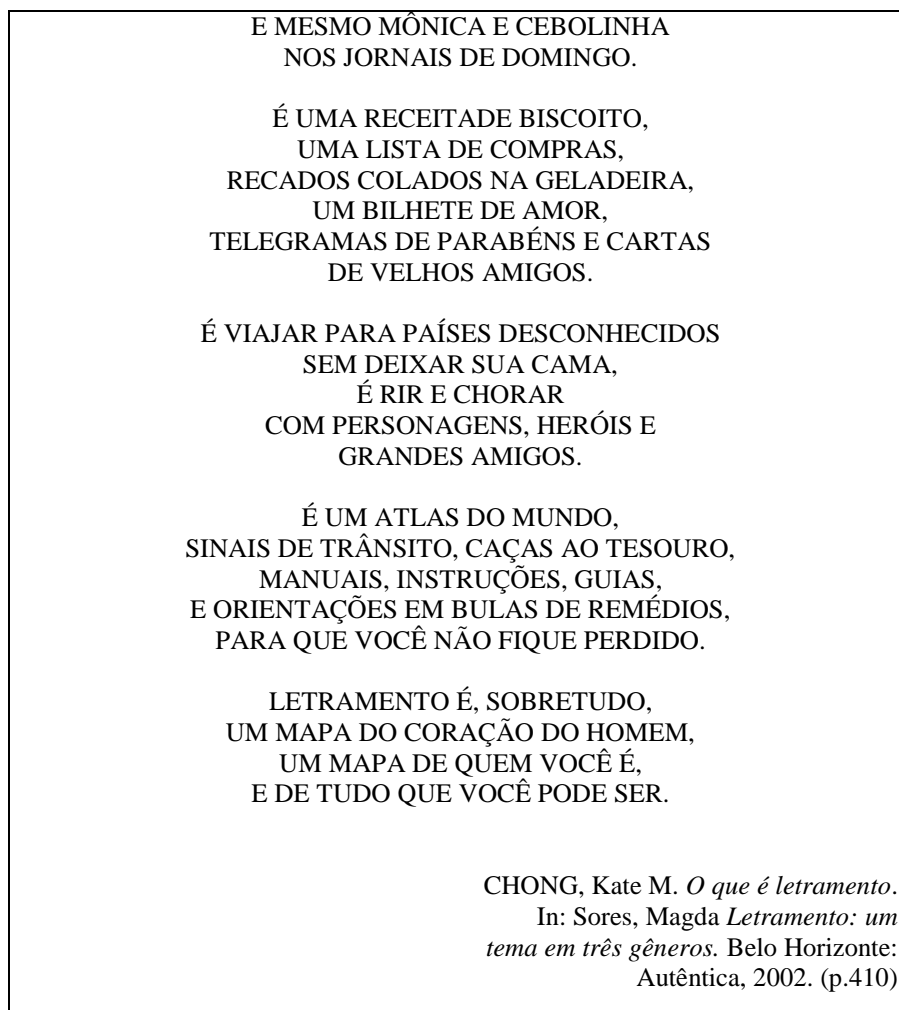 E MESMO MÔNICA E CEBOLINHA
NOS JORNAIS DE DOMINGO.
É UMA RECEITADE BISCOITO,
UMA LISTA DE COMPRAS,
RECADOS COLADOS NA GELADEIRA,
UM BILHETE DE AMOR,
TELEGRAMAS DE PARABÉNS E CARTAS
DE VELHOS AMIGOS.
É VIAJAR PARA PAÍSES DESCONHECIDOS
SEM DEIXAR SUA CAMA,
É RIR E CHORAR
COM PERSONAGENS, HERÓIS E
GRANDES AMIGOS.
É UM ATLAS DO MUNDO,
SINAIS DE TRÂNSITO, CAÇAS AO TESOURO,
MANUAIS, INSTRUÇÕES, GUIAS,
E ORIENTAÇÕES EM BULAS DE REMÉDIOS,
PARA QUE VOCÊ NÃO FIQUE PERDIDO.
LETRAMENTO É, SOBRETUDO,
UM MAPA DO CORAÇÃO DO HOMEM,
UM MAPA DE QUEM VOCÊ É,
E DE TUDO QUE VOCÊ PODE SER.
CHONG, Kate M. O que é letramento.
In: Sores, Magda Letramento: um
tema em três gêneros. Belo Horizonte:
Autêntica, 2002. (p.410)